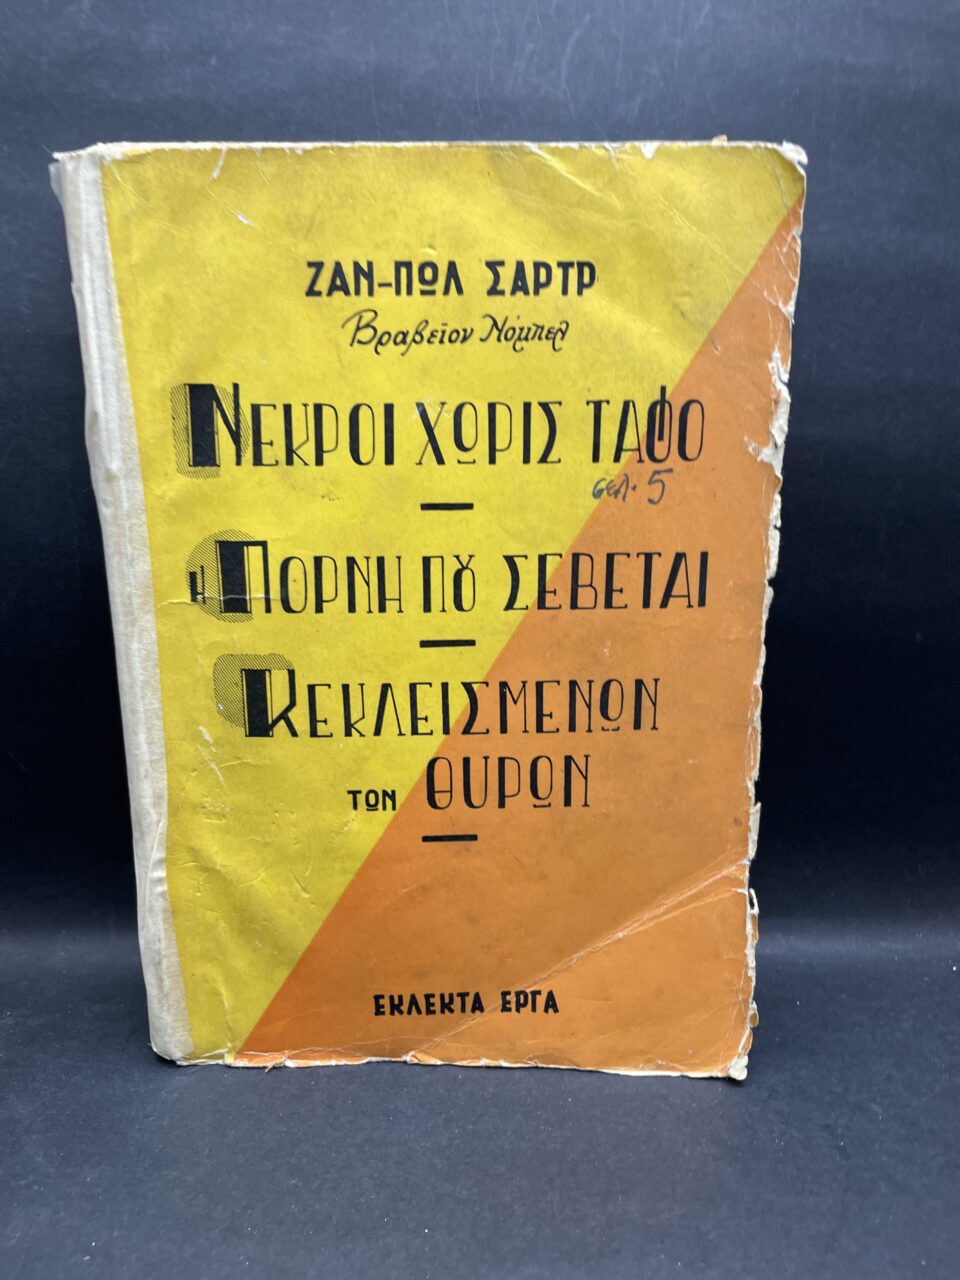 ΖΑΝ-ΠΩΛ ΣΑΡΤΡ
Βραβεῖον Νόμπελ
ΝΕΚΡΟΙ ΧΩΡΙΣ ΤΑΦΟ
σελ. 5
Η ΠΟΡΝΗ ΠΟΥ ΣΕΒΕΤΑΙ
ΚΕΚΛΕΙΣΜΕΝΩΝ
ΤΩΝ ΘΥΡΩΝ
ΕΚΛΕΚΤΑ ΕΡΓΑ